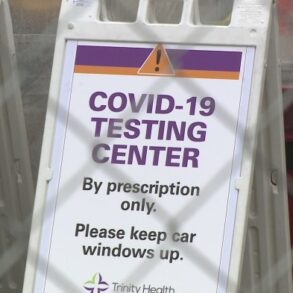 COVID-19
TESTING
CENTER
By prescription
only.
Please keep car
windows up.
Trinity Health